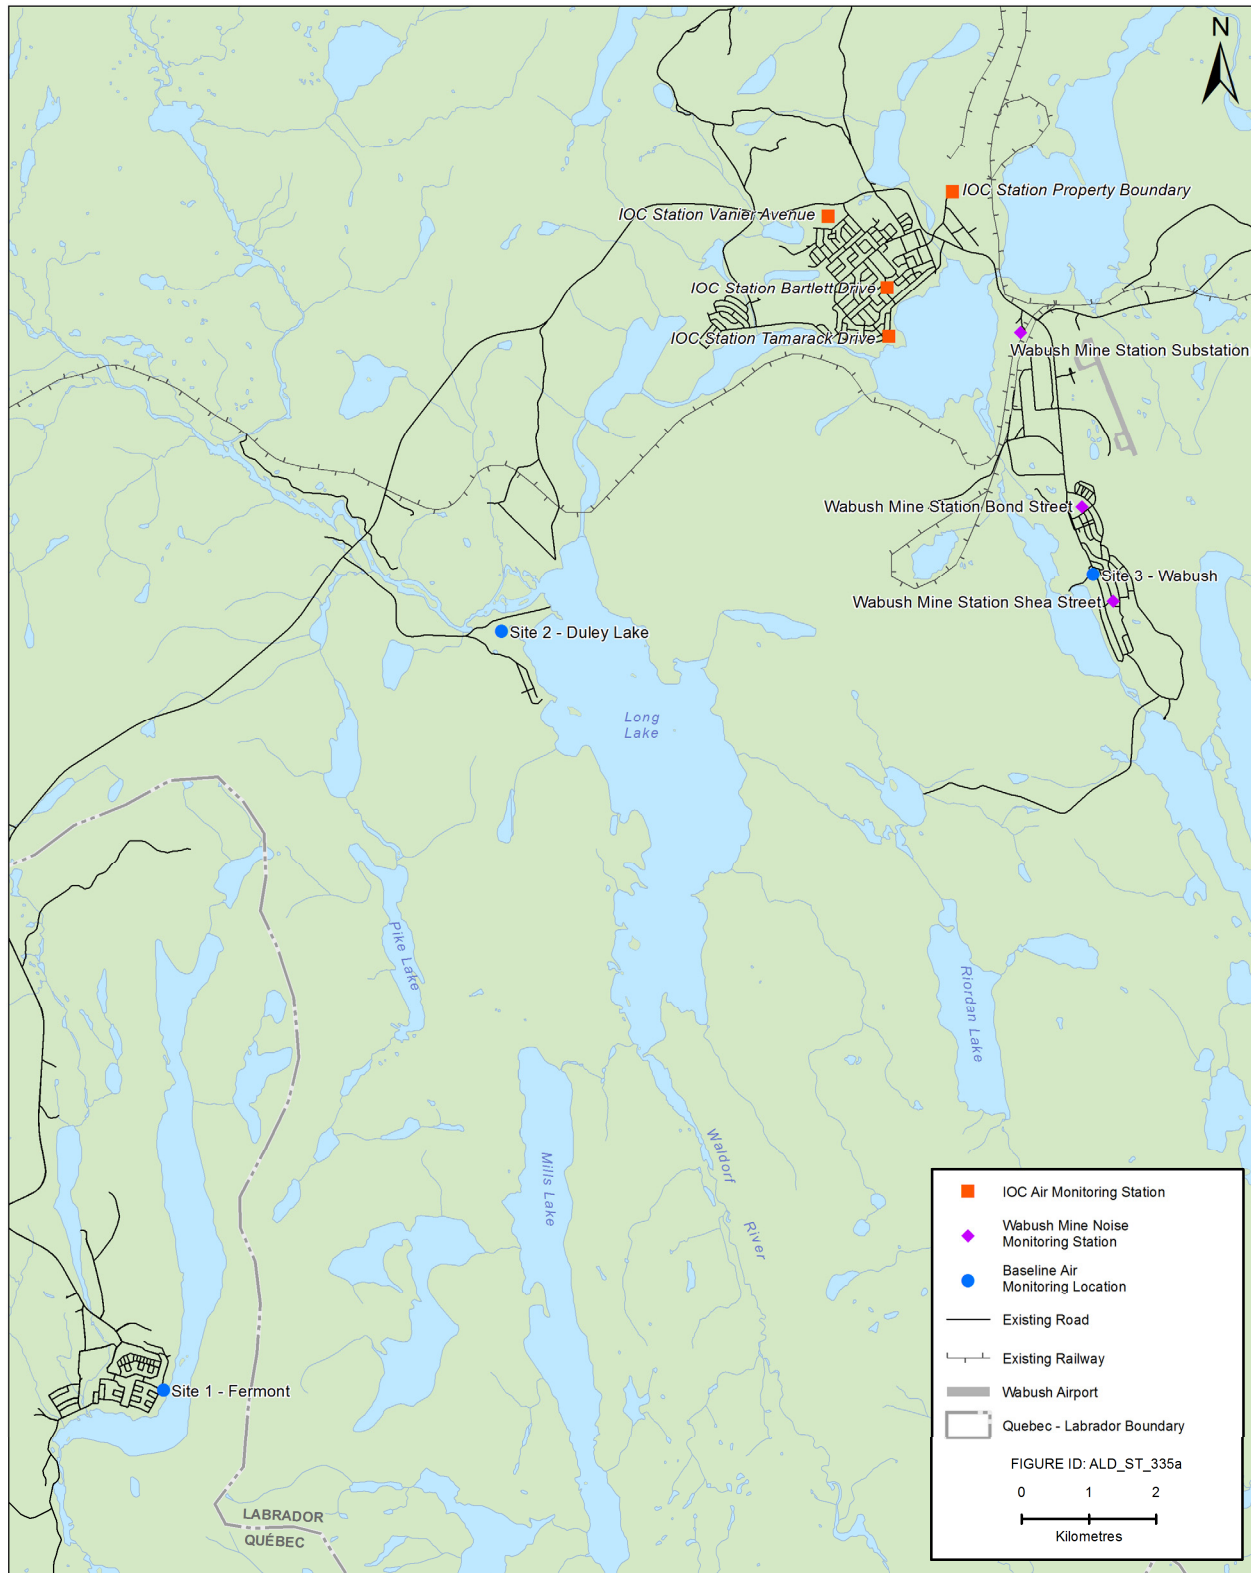 N
IOC Station Property Boundary
IOC Station Vanier Avenue
IOC Station Bartlett Drive
IOC Station Tamarack Drive
Wabush Mine Station Substation
Wabush Mine Station Bond Street
Site 3 - Wabush
Wabush Mine Station Shea Street
Site 2 - Duley Lake
Long
Lake
Pike Lake
Riordan Lake
Mills Lake
Waldorf
River
Site 1 - Fermont
LABRADOR
QUÉBEC
IOC Air Monitoring Station
Wabush Mine Noise
Monitoring Station
Baseline Air
Monitoring Location
Existing Road
Existing Railway
Wabush Airport
Quebec - Labrador Boundary
FIGURE ID: ALD_ST_335a
0 1 2
Kilometres